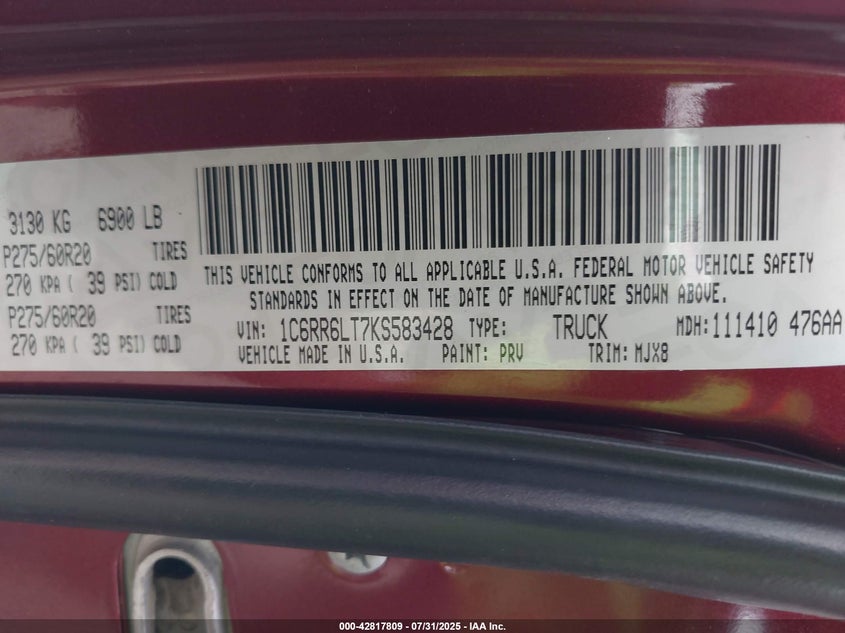 3130 KG 6900 LB
P275/60R20 TIRES
270 KPA ( 39 PSI) COLD
P275/60R20 TIRES
270 KPA ( 39 PSI) COLD
THIS VEHICLE CONFORMS TO ALL APPLICABLE U.S.A. FEDERAL MOTOR VEHICLE SAFETY
STANDARDS IN EFFECT ON THE DATE OF MANUFACTURE SHOWN ABOVE.
VIN: 1C6RR6LT7KS583428 TYPE: TRUCK MDH:111410 476AA
VEHICLE MADE IN U.S.A. PAINT: PRV TRIM: MJX8
000-42817809 - 07/31/2025 - IAA Inc.